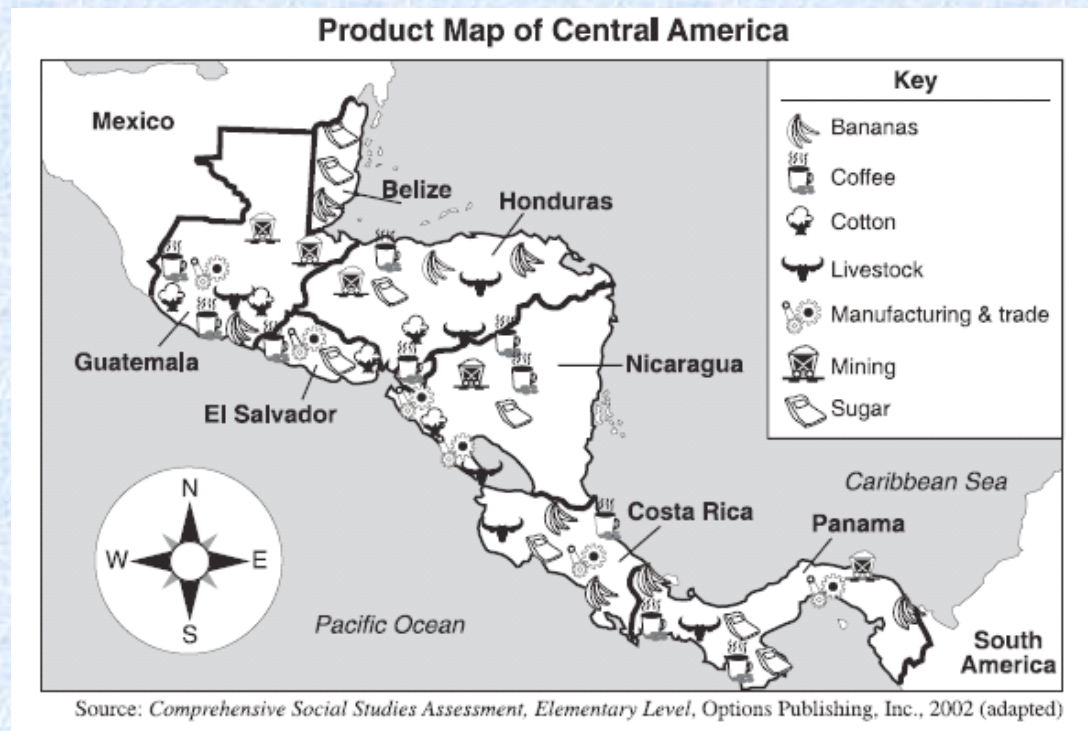 Product Map of Central America
Mexico
Belize
Honduras
Guatemala
El Salvador
Nicaragua
Costa Rica
Panama
Caribbean Sea
Pacific Ocean
South
America
N
W
E
S
Key
Bananas
Coffee
Cotton
Livestock
Manufacturing & trade
Mining
Sugar
Source: Comprehensive Social Studies Assessment, Elementary Level, Options Publishing, Inc., 2002 (adapted)